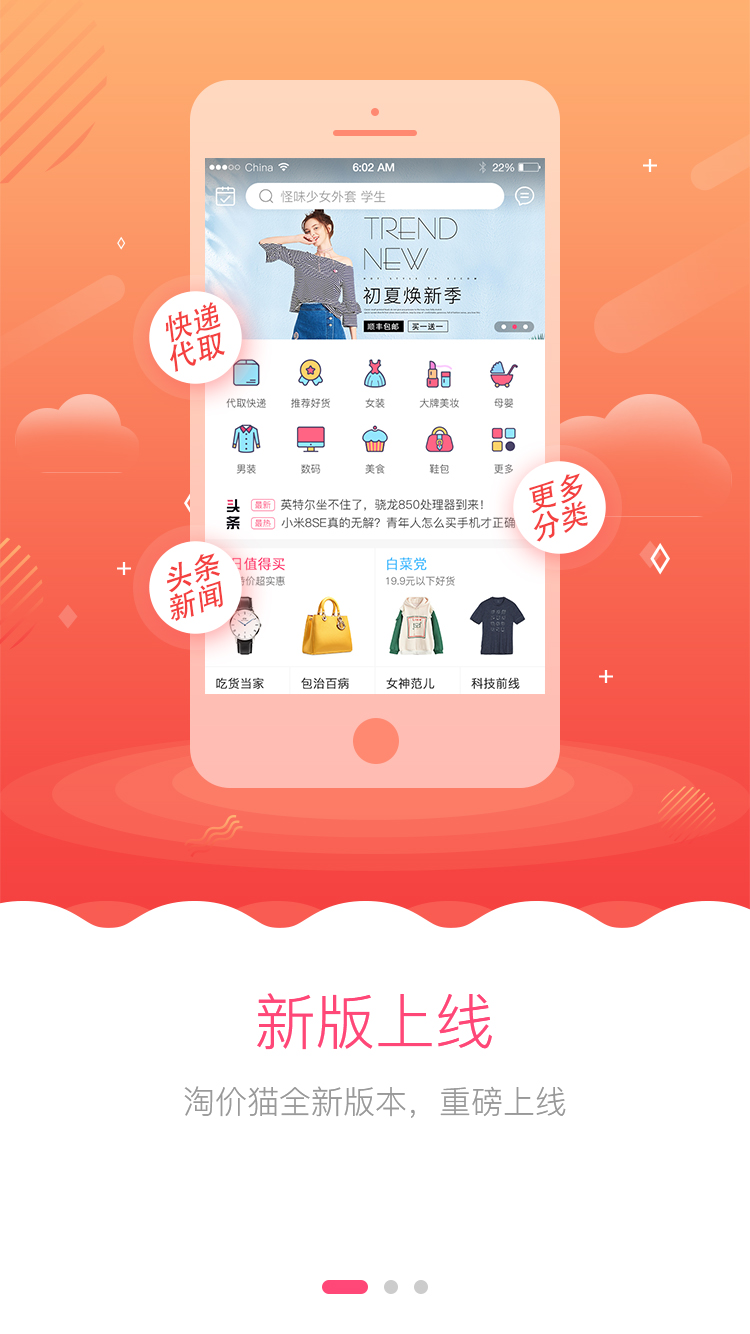 China
6:02 AM
22%
怪味少女外套 学生
TREND
NEW
初夏焕新季
顺丰包邮
买一送一
快递
代取
代取快递
推荐好货
女装
大牌美妆
母婴
男装
数码
美食
鞋包
更多
头
条
最新
英特尔坐不住了，骁龙850处理器到来！
最热
小米8SE真的无解？青年人怎么买手机才正确
更多
分类
头条
新闻
日值得买
特价超实惠
白菜党
19.9元以下好货
吃货当家
包治百病
女神范儿
科技前线
新版上线
淘价猫全新版本，重磅上线